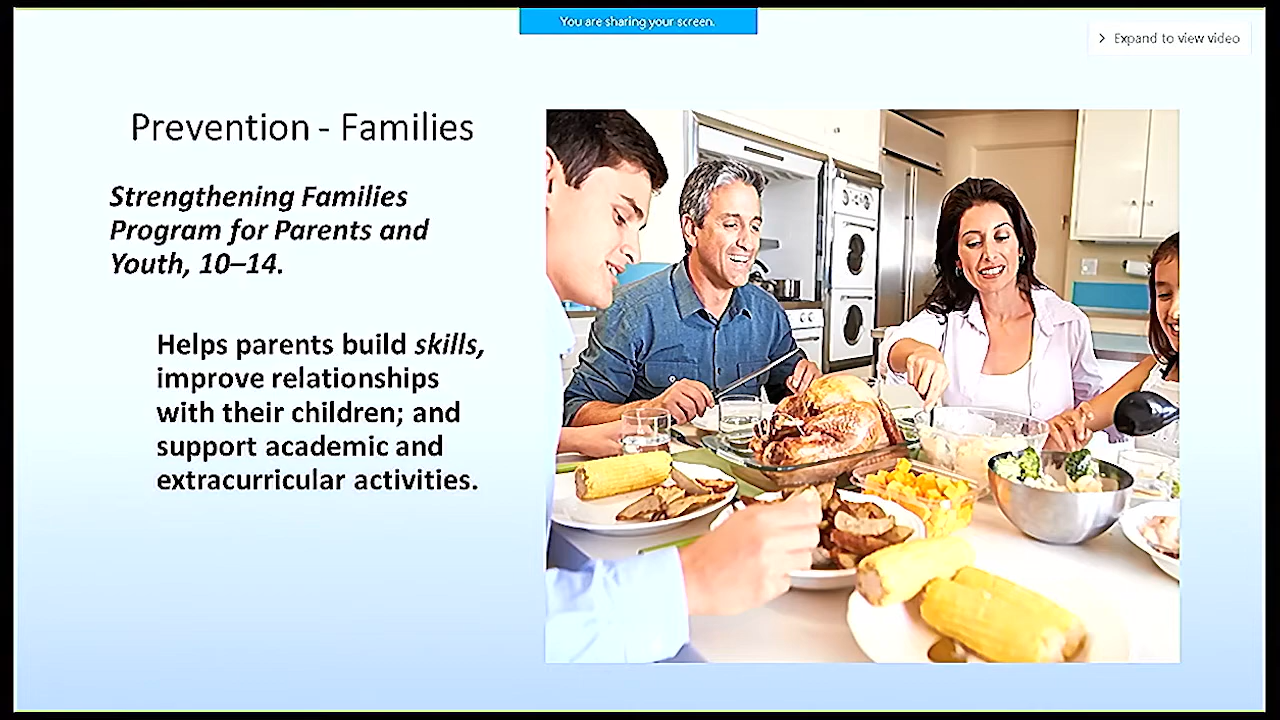 You are sharing your screen.
> Expand to view video
Prevention - Families
Strengthening Families
Program for Parents and
Youth, 10–14.
Helps parents build skills,
improve relationships
with their children; and
support academic and
extracurricular activities.